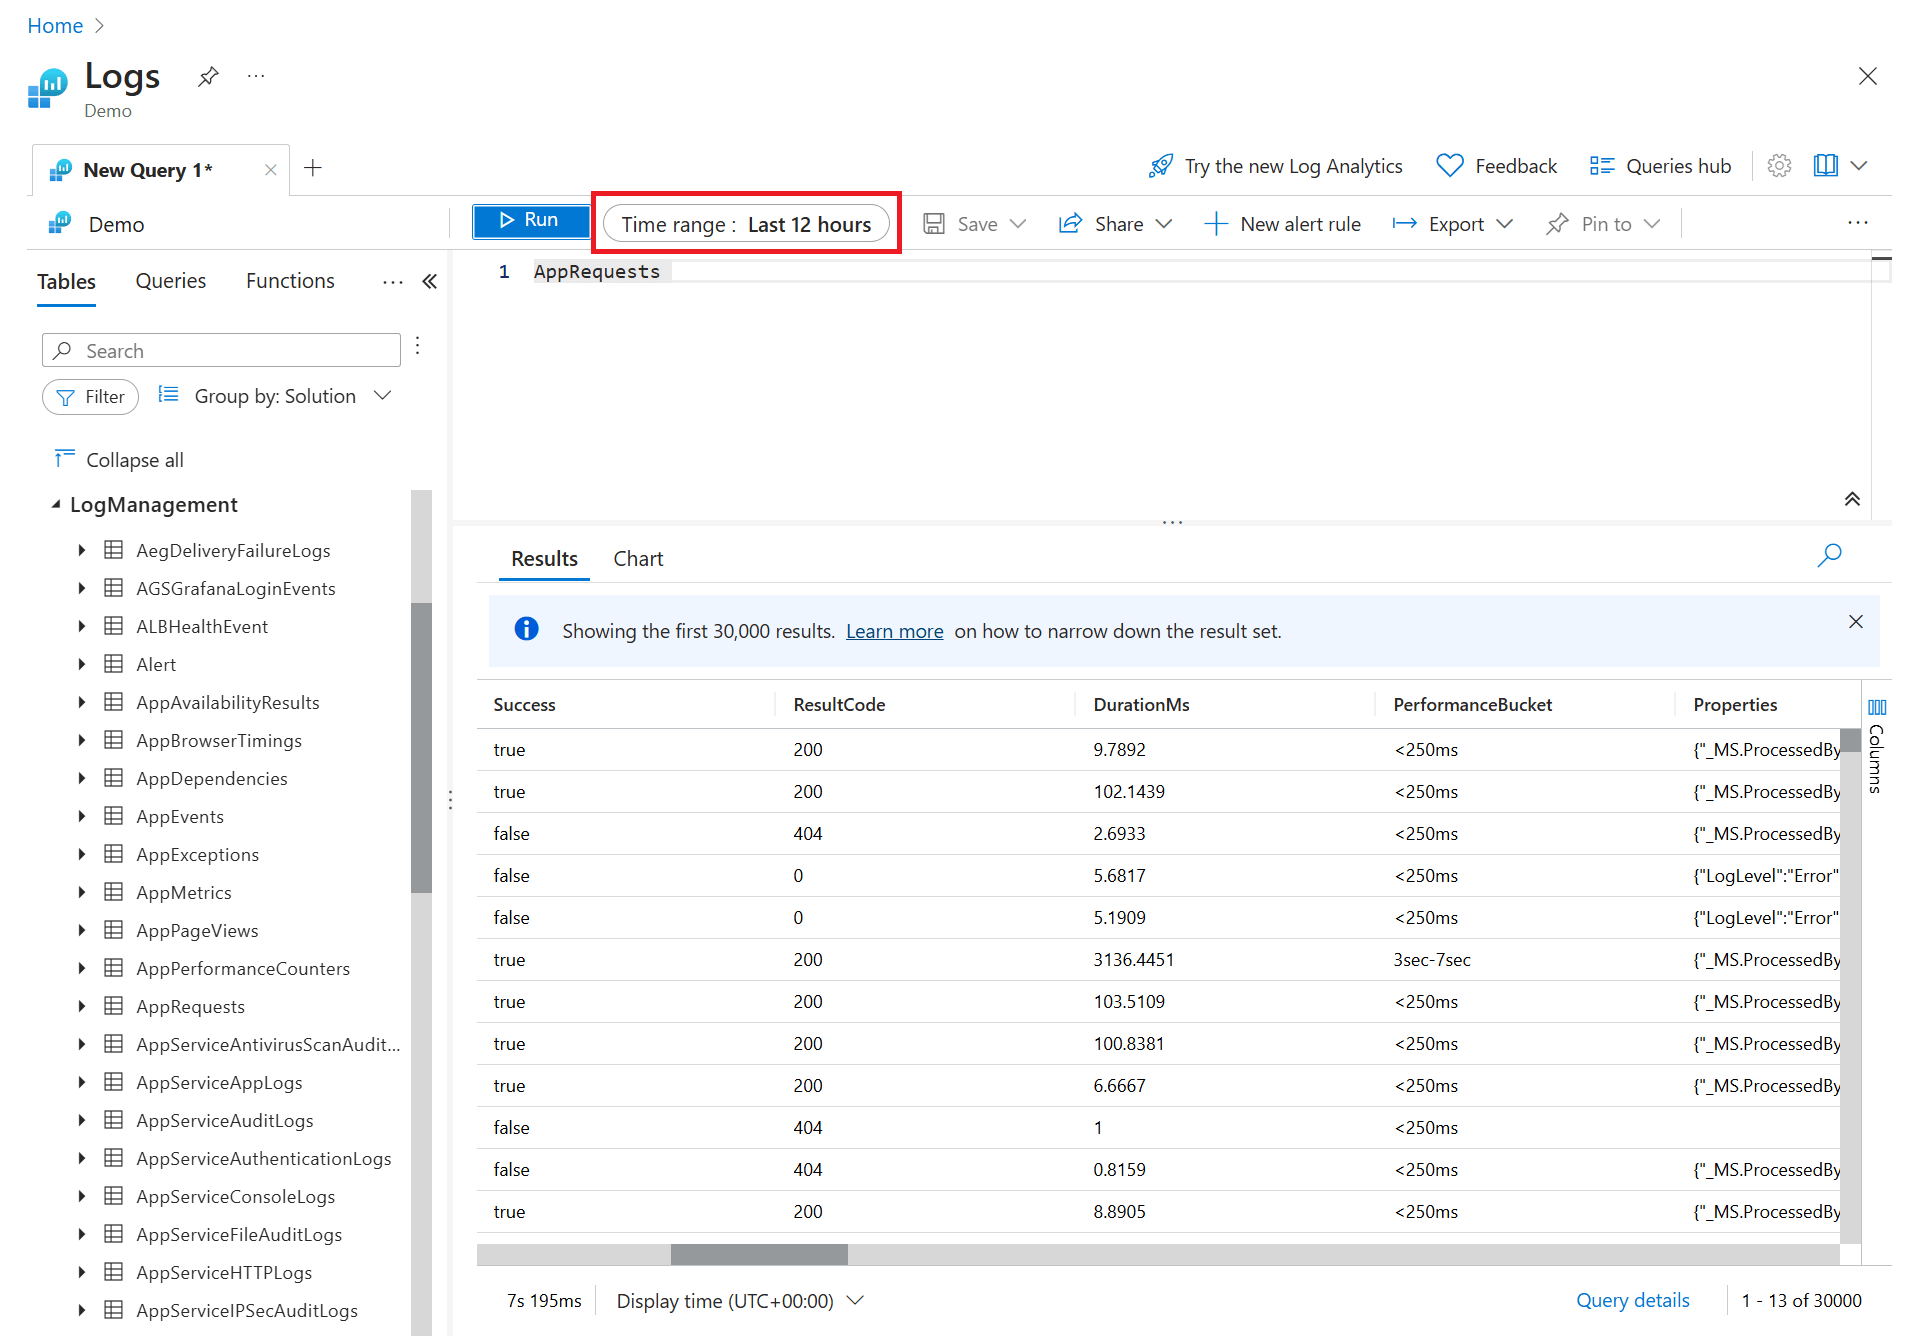 Home
Logs
Demo
New Query 1*
Try the new Log Analytics
Feedback
Queries hub
Demo
Run
Time range : Last 12 hours
Save
Share
New alert rule
Export
Pin to
Tables Queries Functions
1 AppRequests
Search
Filter
Group by: Solution
Collapse all
LogManagement
AegDeliveryFailureLogs
AGSGrafanaLoginEvents
ALBHealthEvent
Alert
AppAvailabilityResults
AppBrowserTimings
AppDependencies
AppEvents
AppExceptions
AppMetrics
AppPageViews
AppPerformanceCounters
AppRequests
AppServiceAntivirusScanAudit...
AppServiceAppLogs
AppServiceAuditLogs
AppServiceAuthenticationLogs
AppServiceConsoleLogs
AppServiceFileAuditLogs
AppServiceHTTPLogs
AppServiceIPSecAuditLogs
Results Chart
Showing the first 30,000 results. Learn more on how to narrow down the result set.
Success ResultCode DurationMs PerformanceBucket Properties
true 200 9.7892 <250ms {"_MS.ProcessedBy
true 200 102.1439 <250ms {"_MS.ProcessedBy
false 404 2.6933 <250ms {"_MS.ProcessedBy
false 0 5.6817 <250ms {"LogLevel":"Error"
false 0 5.1909 <250ms {"LogLevel":"Error"
true 200 3136.4451 3sec-7sec {"_MS.ProcessedBy
true 200 103.5109 <250ms {"_MS.ProcessedBy
true 200 100.8381 <250ms {"_MS.ProcessedBy
true 200 6.6667 <250ms {"_MS.ProcessedBy
false 404 1 <250ms
false 404 0.8159 <250ms {"_MS.ProcessedBy
true 200 8.8905 <250ms {"_MS.ProcessedBy
Columns
7s 195ms
Display time (UTC+00:00)
Query details
1 - 13 of 30000